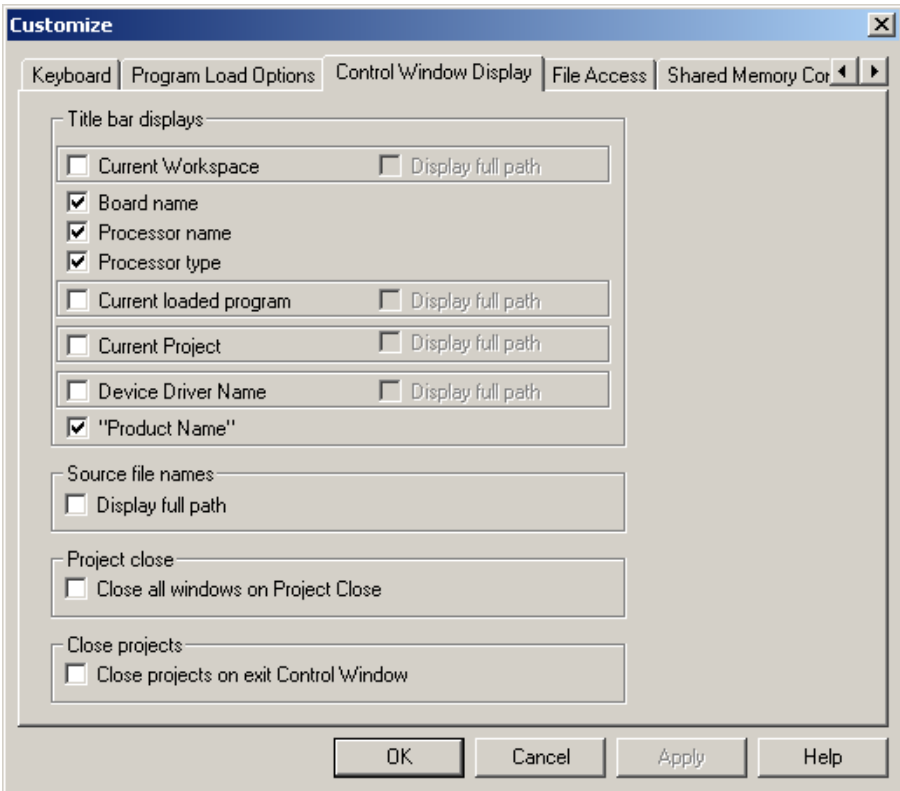 Customize
Keyboard Program Load Options Control Window Display File Access Shared Memory Cor
Title bar displays
Current Workspace Display full path
Board name
Processor name
Processor type
Current loaded program Display full path
Current Project Display full path
Device Driver Name Display full path
"Product Name"
Source file names
Display full path
Project close
Close all windows on Project Close
Close projects
Close projects on exit Control Window
OK Cancel Apply Help